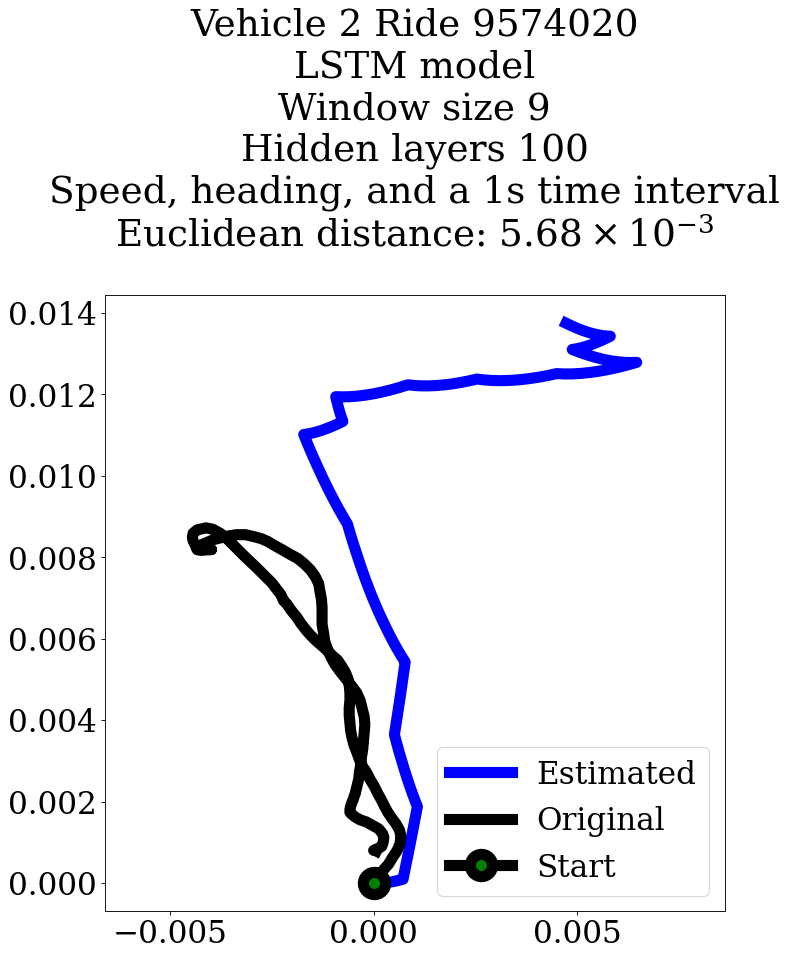 Vehicle 2 Ride 9574020
LSTM model
Window size 9
Hidden layers 100
Speed, heading, and a 1s time interval
Euclidean distance: 5.68 × 10⁻³
0.014
0.012
0.010
0.008
0.006
0.004
0.002
0.000
Estimated
Original
Start
−0.005 0.000 0.005